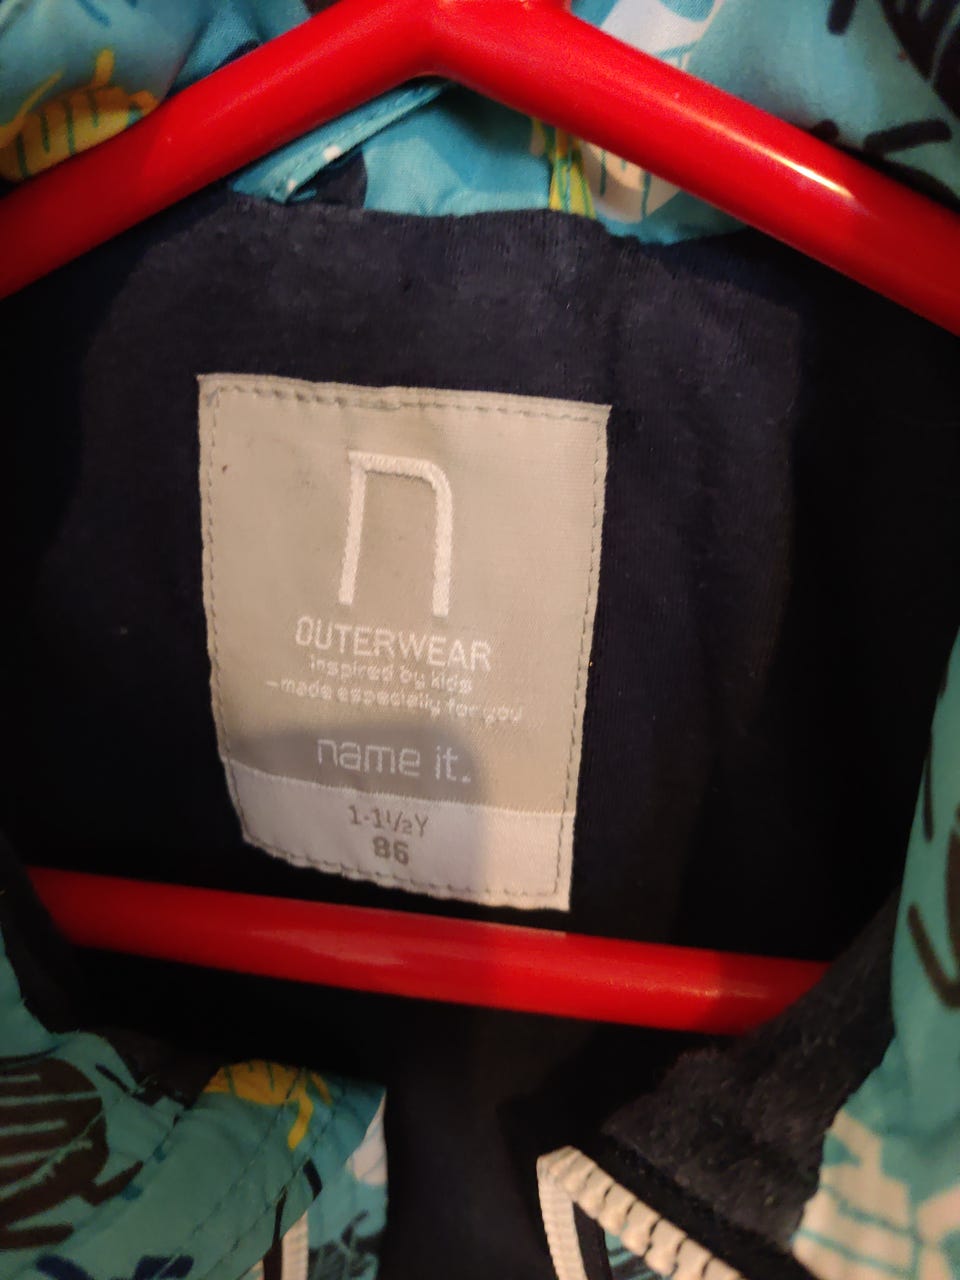 n
OUTERWEAR
inspired by kids
-made especially for you
name it.
1-1½Y
86